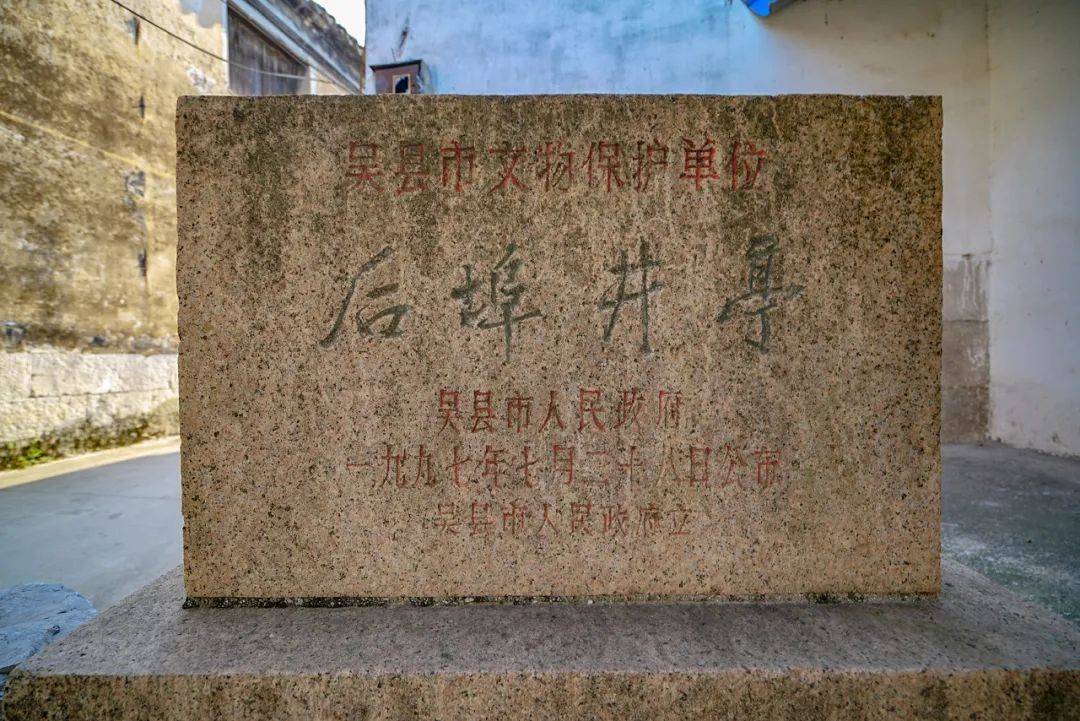 吴县市文物保护单位
后埠井亭
吴县市人民政府
一九九七年七月二十八日公布
吴县市人民政府立